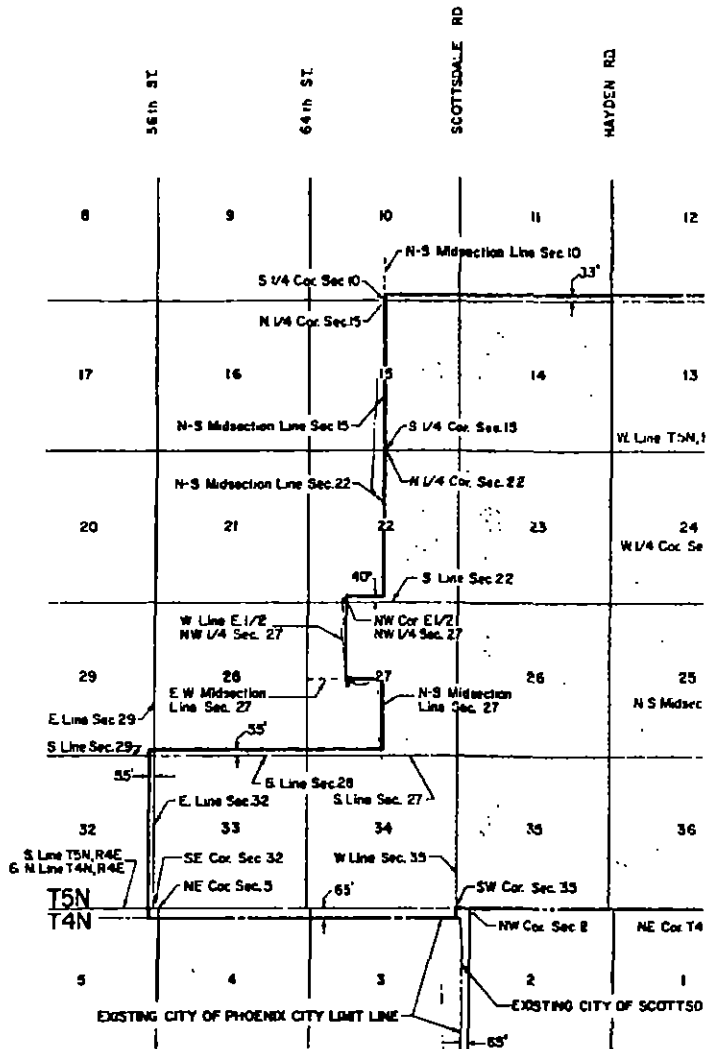 56th ST.
64th ST.
SCOTTSDALE RD
HAYDEN RD
8 9 10 11 12
N-S Midsection Line Sec. 10
S 1/4 Cor. Sec. 10
33'
N 1/4 Cor. Sec. 15
17 16 15 14 13
N-S Midsection Line Sec 15
S 1/4 Cor. Sec. 15
W. Line T5N,
N 1/4 Cor. Sec. 22
N-S Midsection Line Sec. 22
20 21 22 23 24
W. 1/4 Cor. Se
40'
S Line Sec. 22
W. Line E. 1/2
NW 1/4 Sec. 27
NW Cor E 1/2
NW 1/4 Sec. 27
29 28 27 26 25
E. W Midsection
Line Sec. 27
N-S Midsection
Line Sec. 27
N S Midsec
E. Line Sec 29
S. Line Sec. 29
55'
55'
S. Line Sec. 28
S. Line Sec. 27
E. Line Sec. 32
32 33 34 35 36
S. Line T5N, R4E
& N. Line T4N, R4E
SE Cor. Sec 32
W. Line Sec. 35
NE Cor. Sec. 5
65'
SW Cor. Sec. 35
T5N
T4N
NW Cor. Sec 2
NE Cor. T4
5 4 3 2 1
EXISTING CITY OF PHOENIX CITY LIMIT LINE
EXISTING CITY OF SCOTTSD
65'